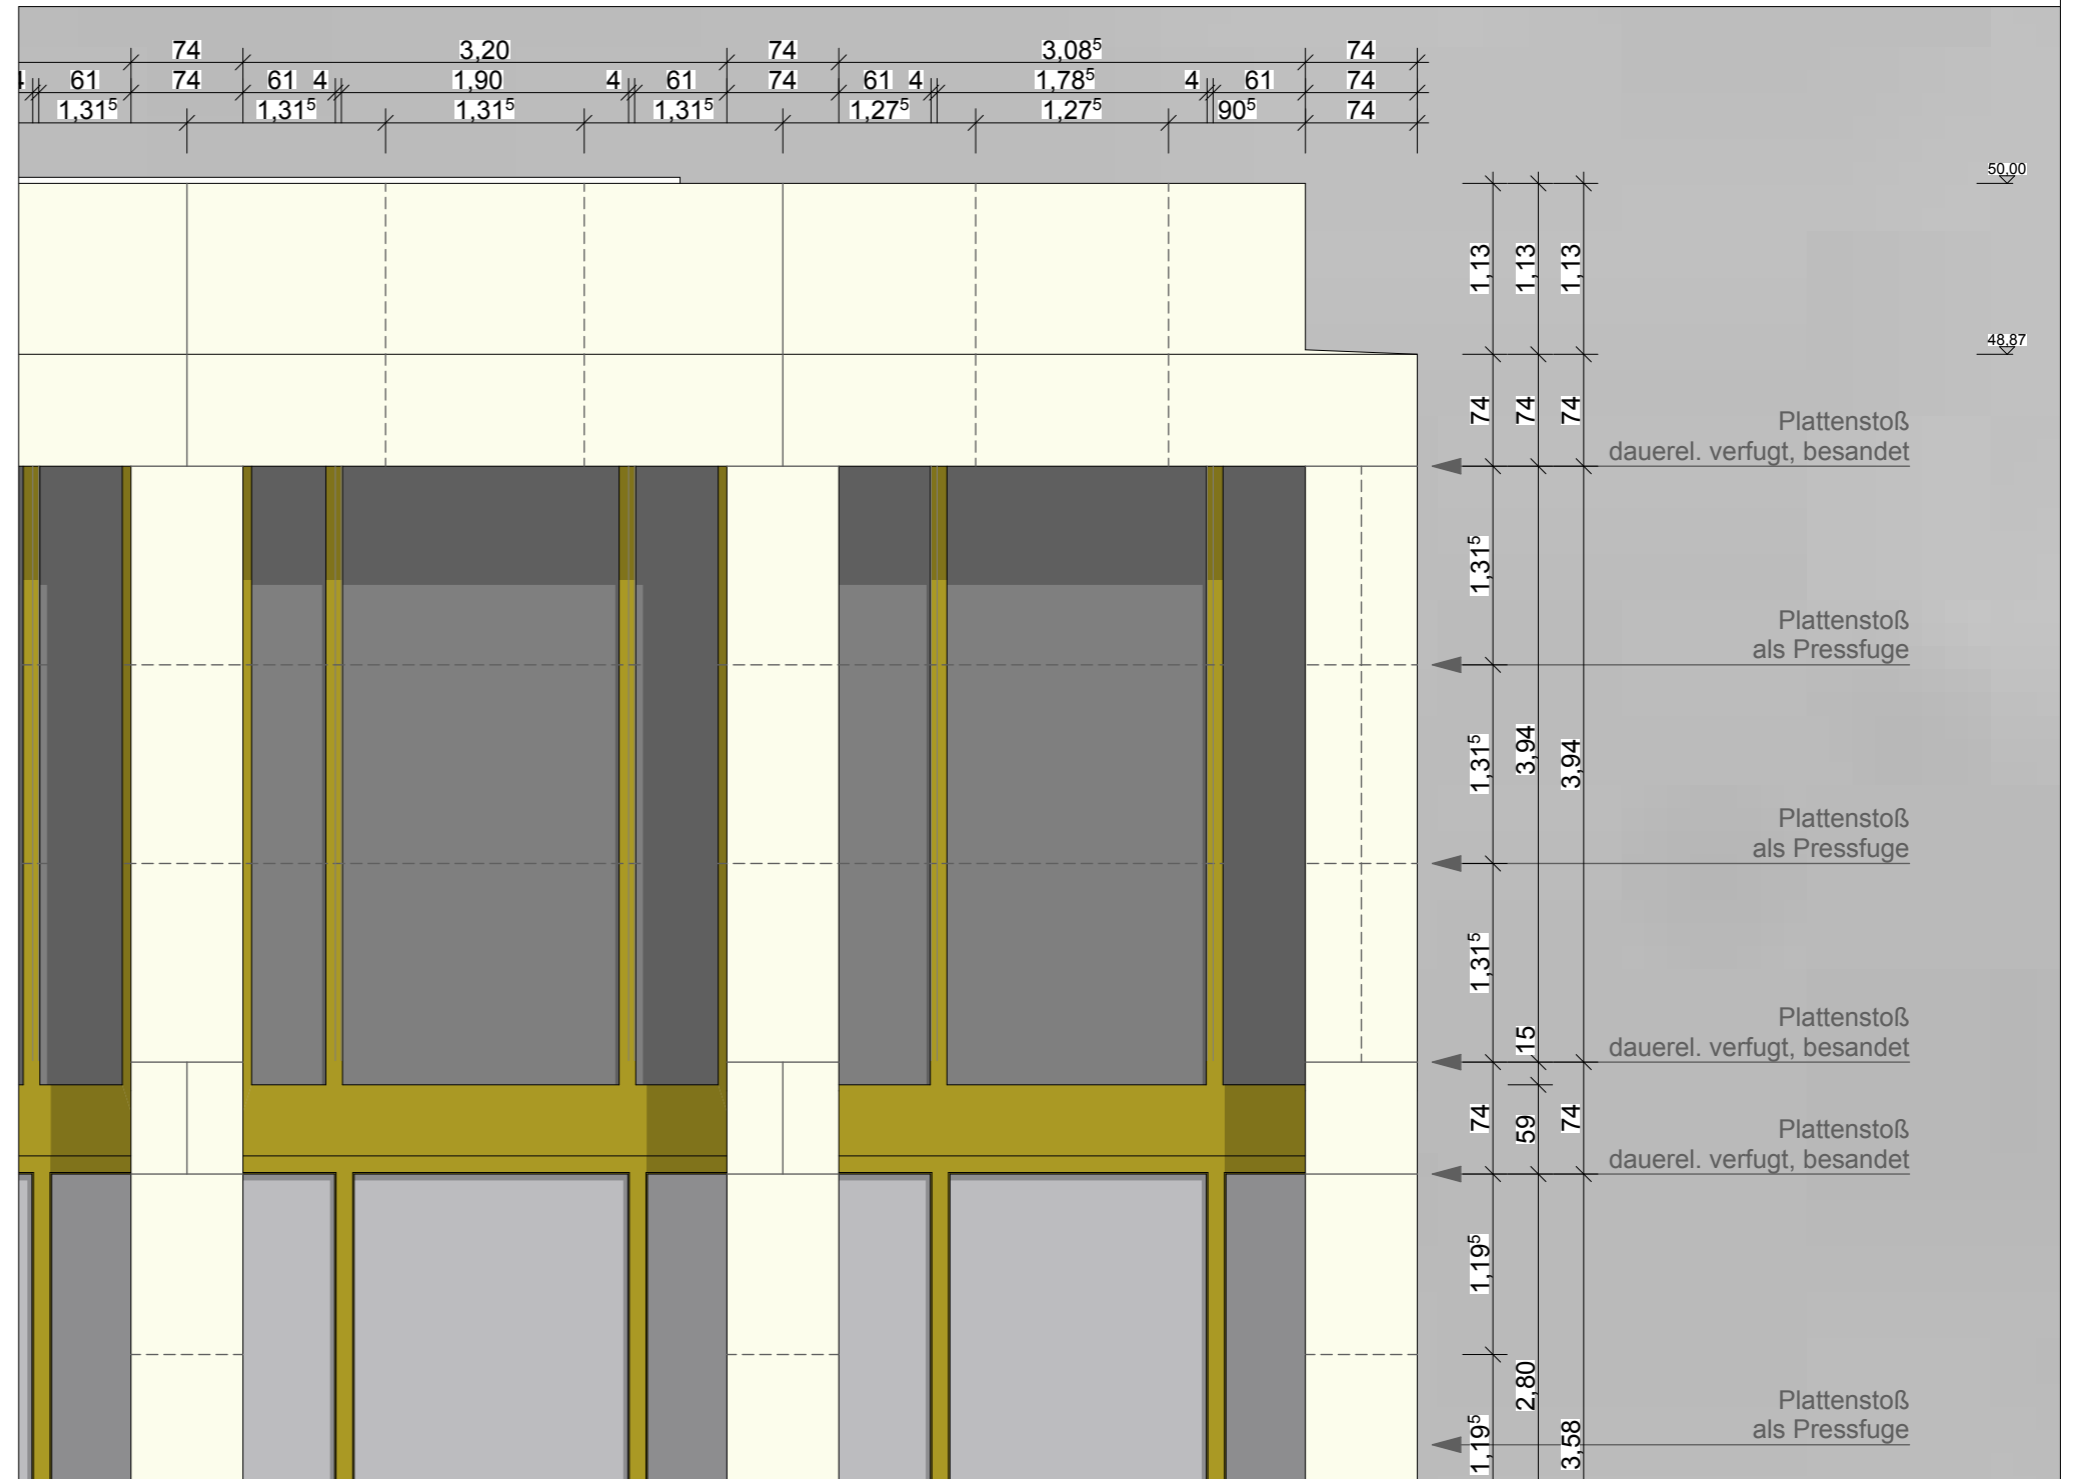 74 3,20 74 3,08⁵ 74
61 74 61 4 1,90 4 61 74 61 4 1,78⁵ 4 61 74
1,31⁵ 1,31⁵ 1,31⁵ 1,31⁵ 1,27⁵ 1,27⁵ 90⁵ 74
50,00
1,13 1,13 1,13
48,87
74 74 74
Plattenstoß
dauerel. verfugt, besandet
1,31⁵
Plattenstoß
als Pressfuge
1,31⁵ 3,94 3,94
Plattenstoß
als Pressfuge
1,31⁵
15
Plattenstoß
dauerel. verfugt, besandet
74 59 74
Plattenstoß
dauerel. verfugt, besandet
1,19⁵
2,80
Plattenstoß
als Pressfuge
1,19⁵ 3,58